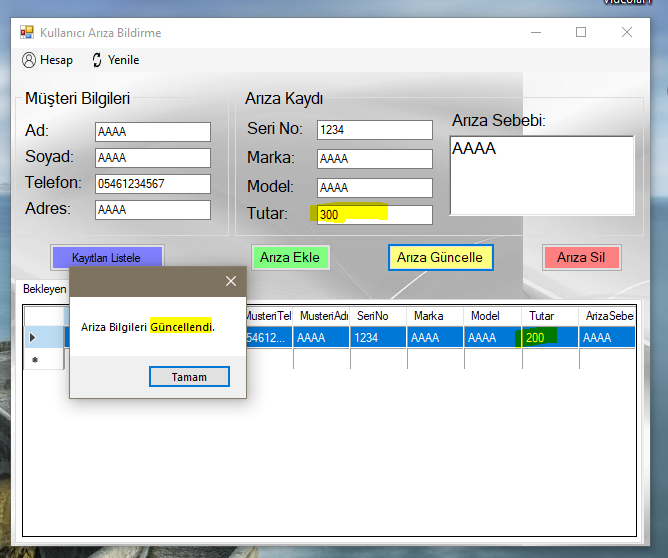 Kullanıcı Arıza Bildirme
Hesap Yenile
Müşteri Bilgileri
Ad: AAAA
Soyad: AAAA
Telefon: 05461234567
Adres: AAAA
Arıza Kaydı
Seri No: 1234
Marka: AAAA
Model: AAAA
Tutar: 300
Arıza Sebebi:
AAAA
Kayıtları Listele Arıza Ekle Arıza Güncelle Arıza Sil
Bekleyen
Ariza Bilgileri Güncellendi.
Tamam
MusteriTel MusteriAdr SeriNo Marka Model Tutar ArizaSebe
54612... AAAA 1234 AAAA AAAA 200 AAAA